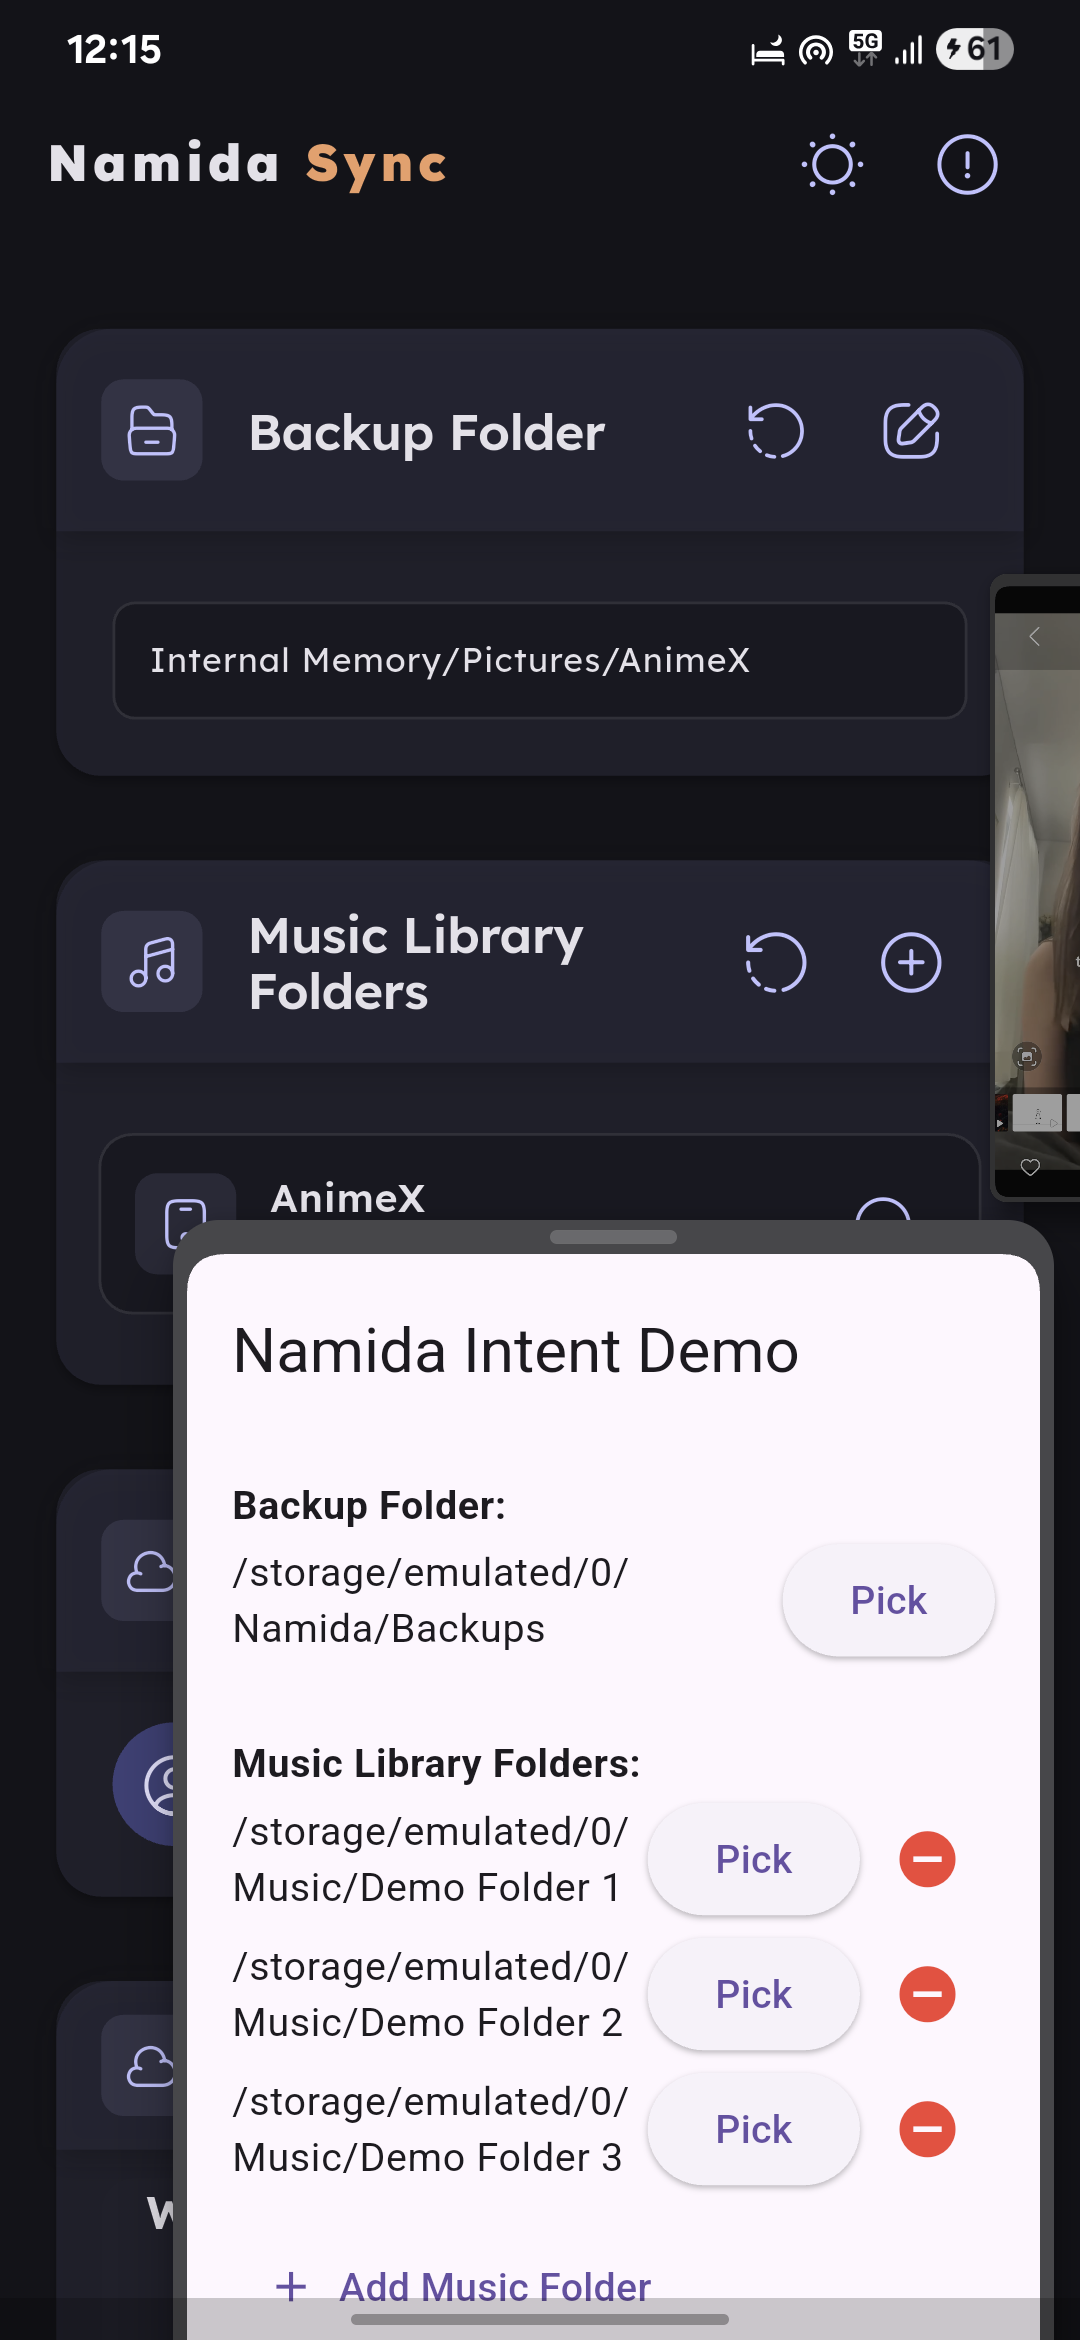 12:15
5G
61
Namida Sync
Backup Folder
Internal Memory/Pictures/AnimeX
Music Library
Folders
AnimeX
Namida Intent Demo
Backup Folder:
/storage/emulated/0/
Namida/Backups
Pick
Music Library Folders:
/storage/emulated/0/
Music/Demo Folder 1
Pick
/storage/emulated/0/
Music/Demo Folder 2
Pick
/storage/emulated/0/
Music/Demo Folder 3
Pick
+ Add Music Folder